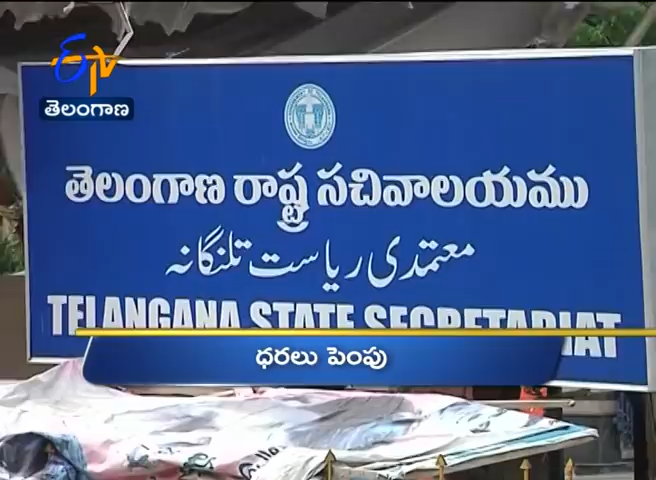 ETV
తెలంగాణ
తెలంగాణ రాష్ట్ర సచివాలయము
معتمدی ریاست تلنگانہ
TELANGANA STATE SECRETARIAT
ధరలు పెంపు